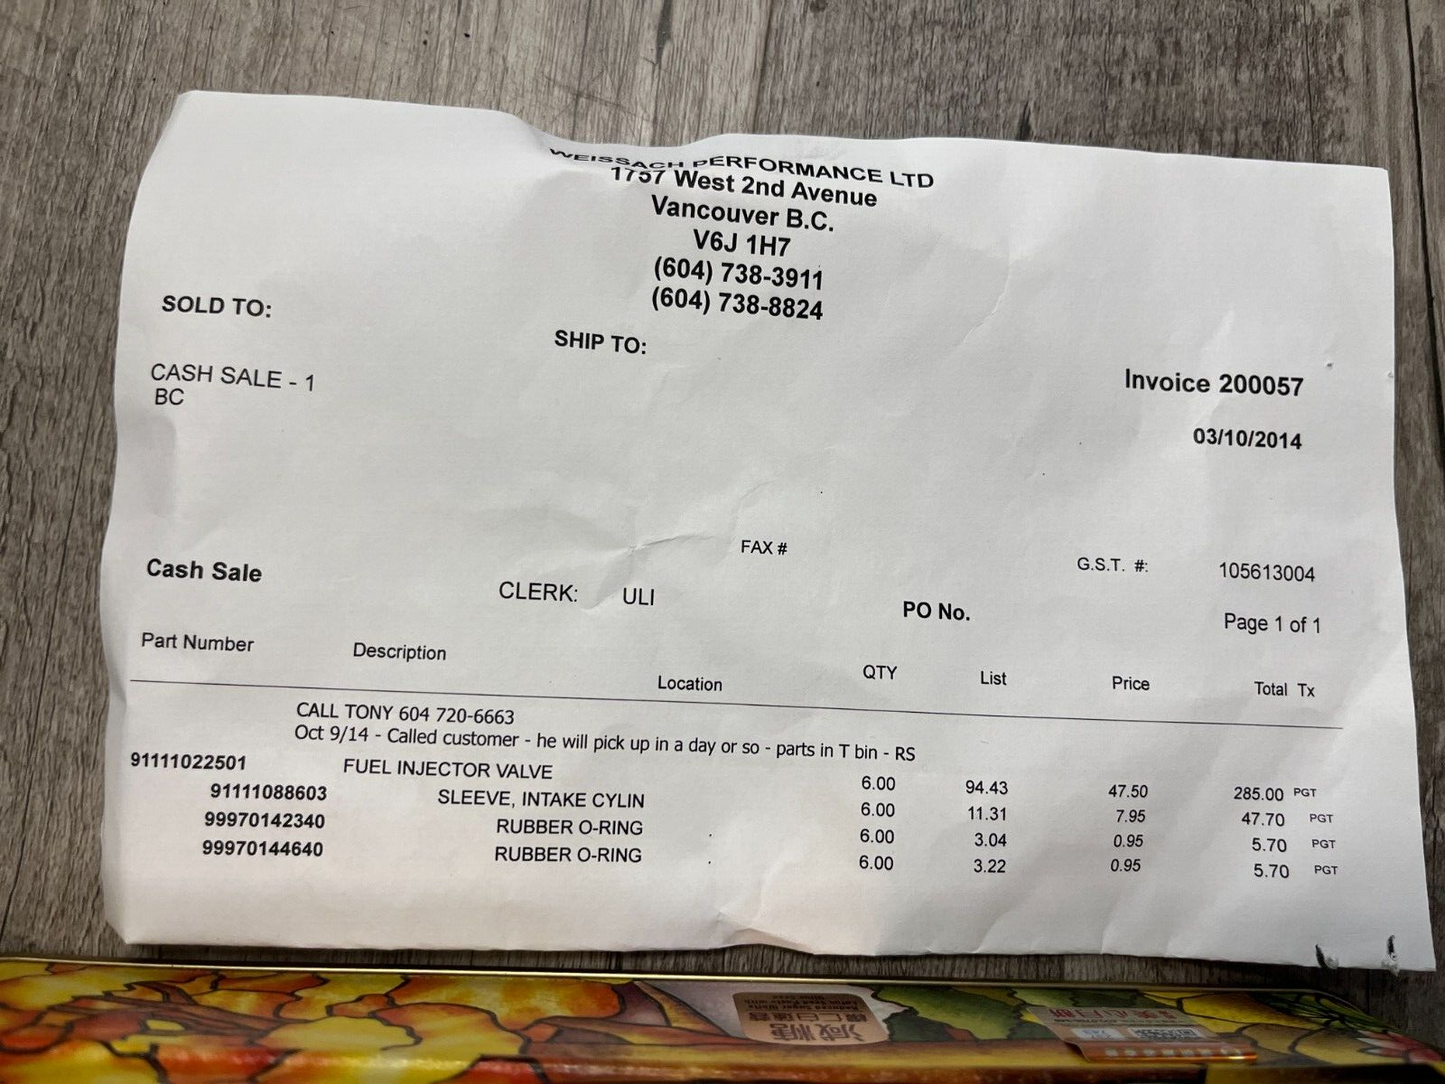 WEISSACH PERFORMANCE LTD
1757 West 2nd Avenue
Vancouver B.C.
V6J 1H7
(604) 738-3911
(604) 738-8824
SOLD TO:
SHIP TO:
CASH SALE - 1
BC
Invoice 200057
03/10/2014
FAX #
G.S.T. #: 105613004
Cash Sale
CLERK: ULI
PO No.
Page 1 of 1
Part Number Description Location QTY List Price Total Tx
CALL TONY 604 720-6663
Oct 9/14 - Called customer - he will pick up in a day or so - parts in T bin - RS
91111022501 FUEL INJECTOR VALVE 6.00 94.43 47.50 285.00 PGT
91111088603 SLEEVE, INTAKE CYLIN 6.00 11.31 7.95 47.70 PGT
99970142340 RUBBER O-RING 6.00 3.04 0.95 5.70 PGT
99970144640 RUBBER O-RING 6.00 3.22 0.95 5.70 PGT
減糖